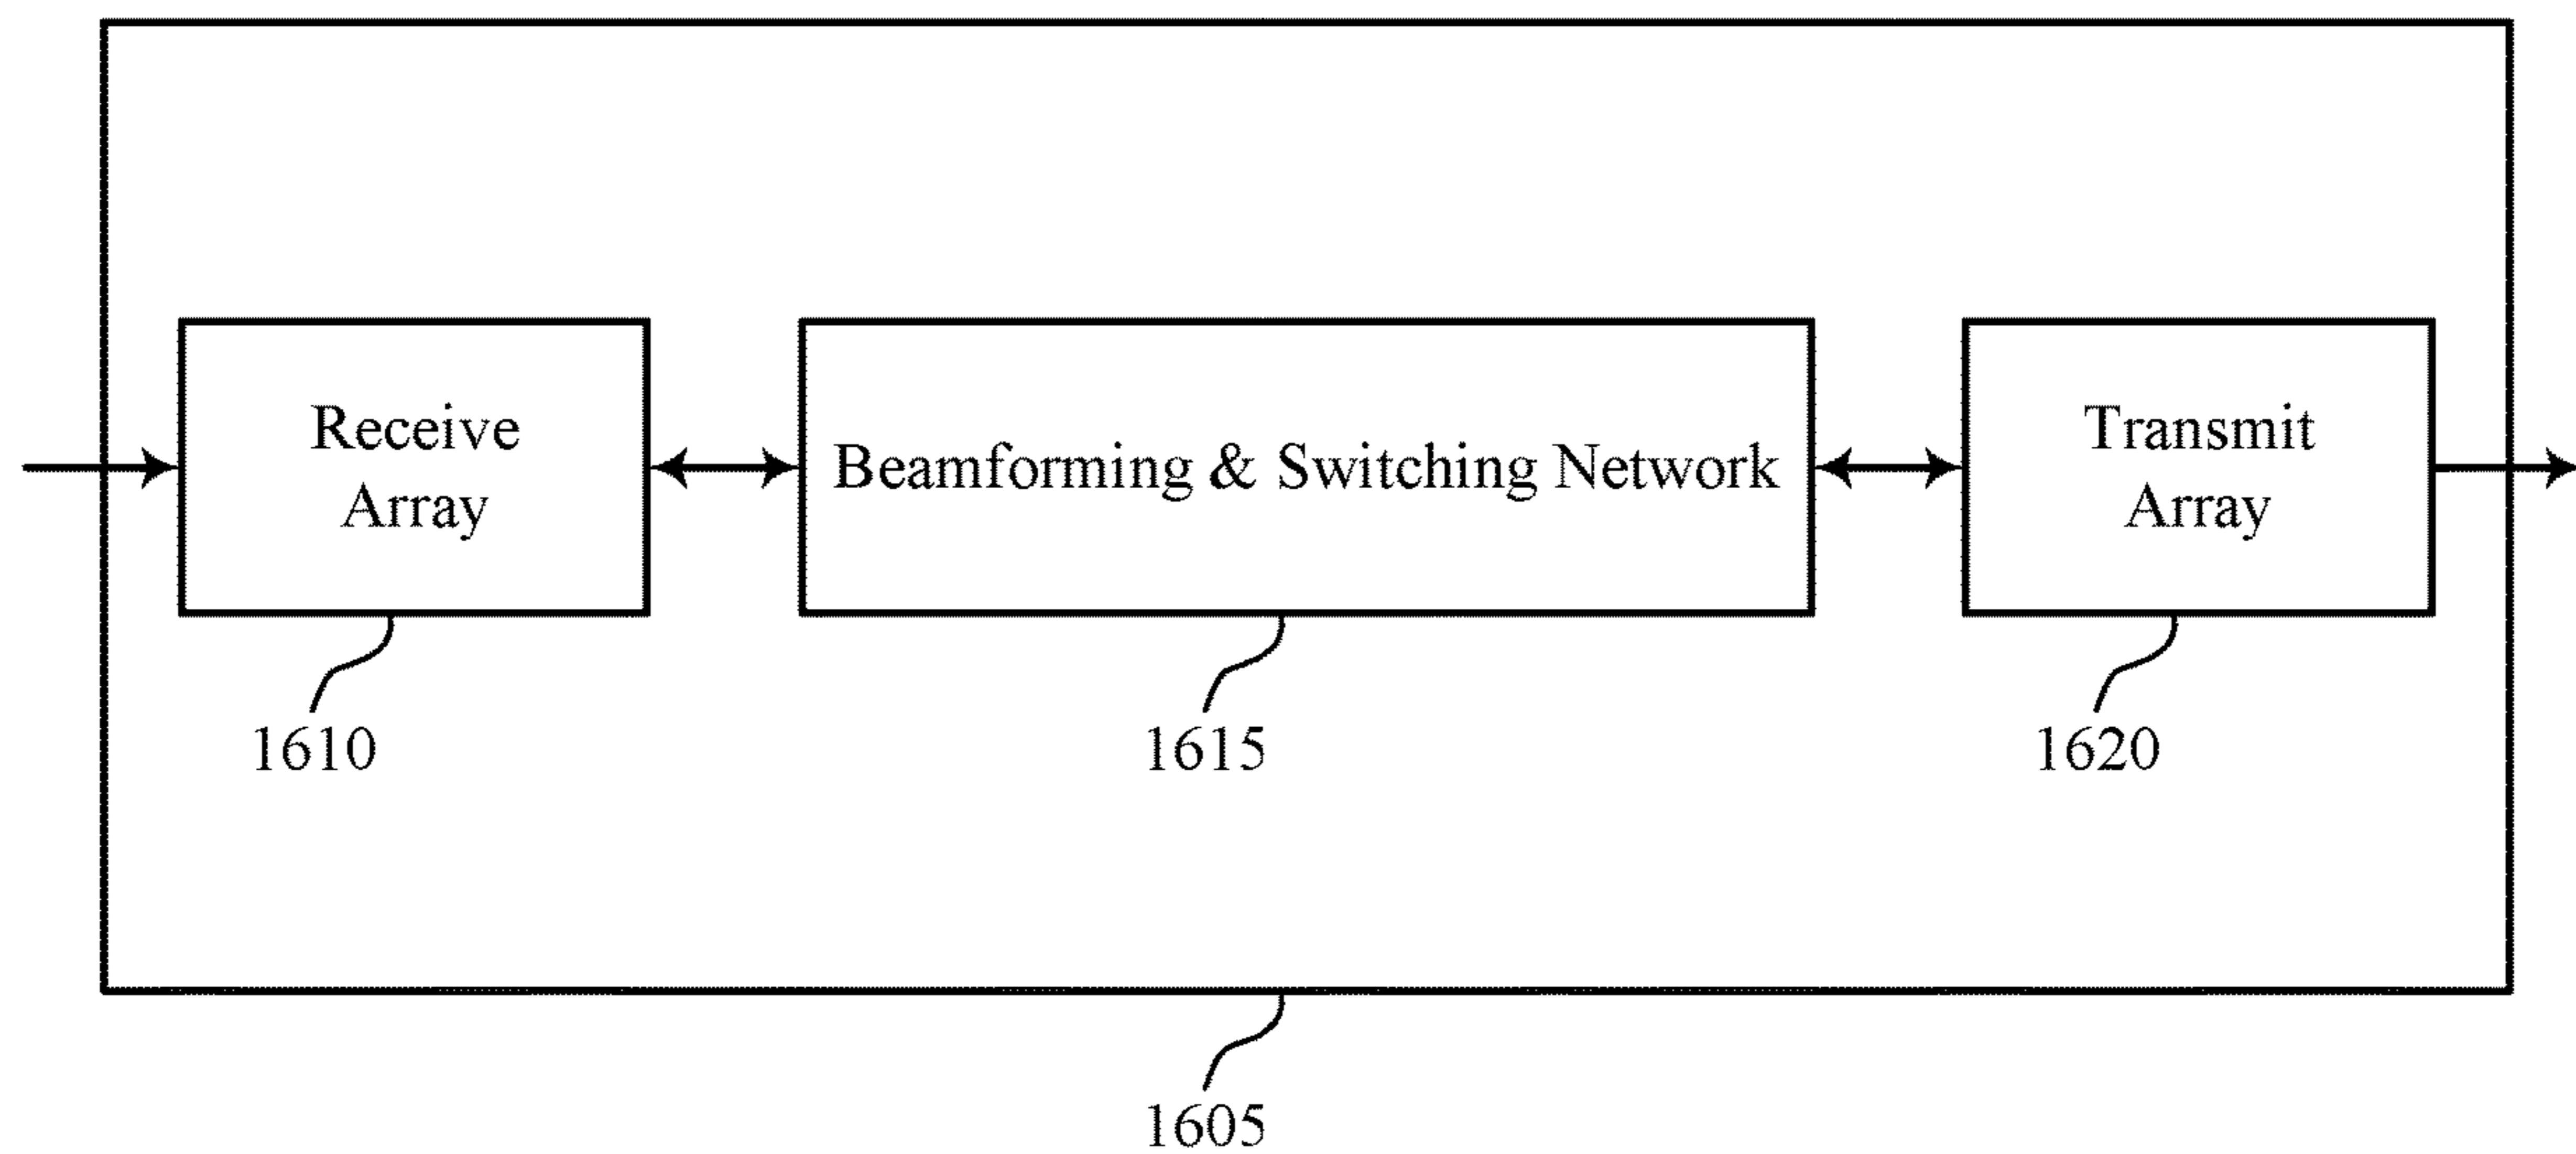 Receive
Array
Beamforming & Switching Network
Transmit
Array
1610
1615
1620
1605